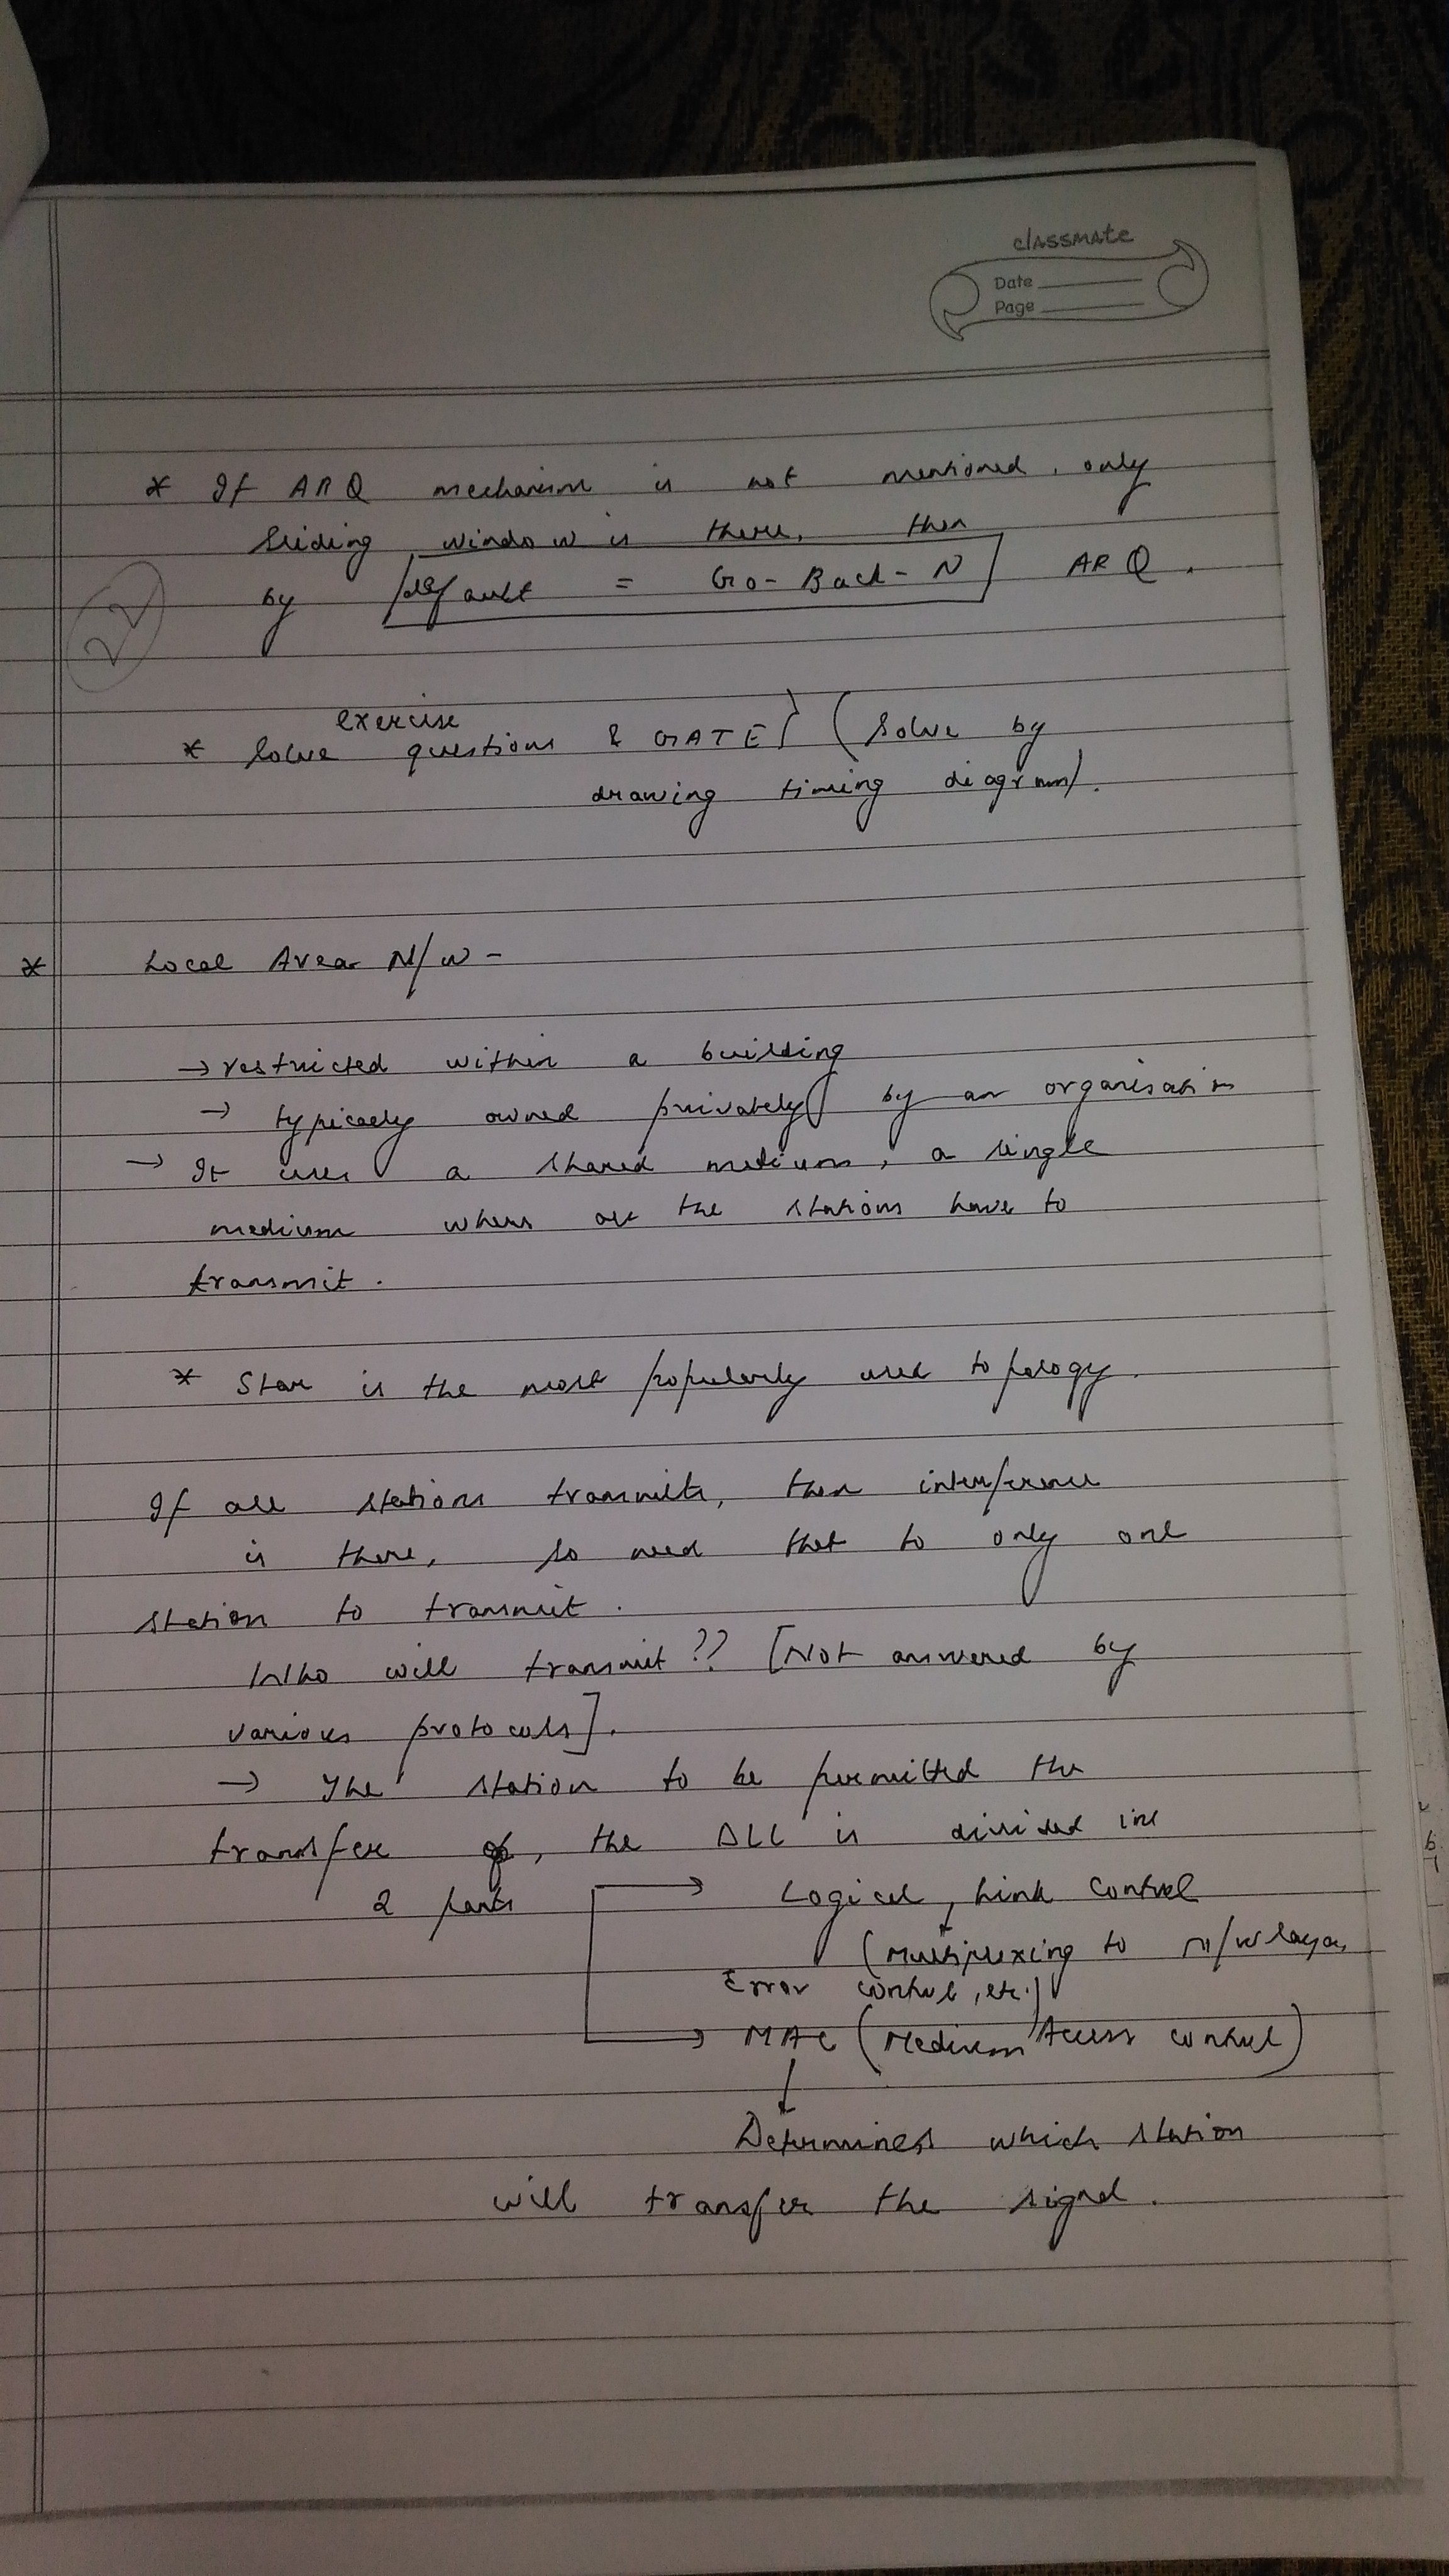 classmate
Date
Page
* If ARQ mechanism is not mentioned, only
sliding window is there, then
by default = Go-Back-N ARQ.
22
exercise
* Solve questions & GATE] (Solve by
drawing timing diagram).
* Local Area N/w -
→ restricted within a building
→ typically owned privately by an organisation
→ It uses a shared medium, a single
medium where all the stations have to
transmit.
* Star is the most popularly used topology.
If all stations transmits, then interference
is there, so need that to only one
station to transmit.
Who will transmit ?? [Not answered by
various protocols].
→ The station to be permitted the
transfer, the DLL is divided into
2 parts → Logical Link Control
(Multiplexing to n/w layer,
Error control, etc.)
→ MAC (Medium Access Control)
↓
Determines which station
will transfer the signal.